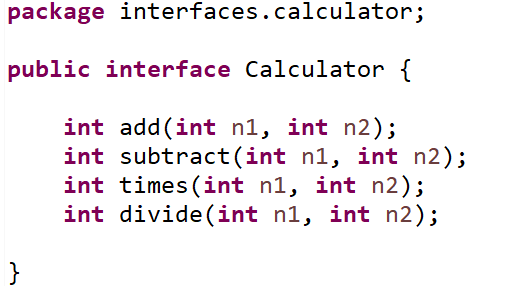 package interfaces.calculator;
public interface Calculator {
int add(int n1, int n2);
int subtract(int n1, int n2);
int times(int n1, int n2);
int divide(int n1, int n2);
}